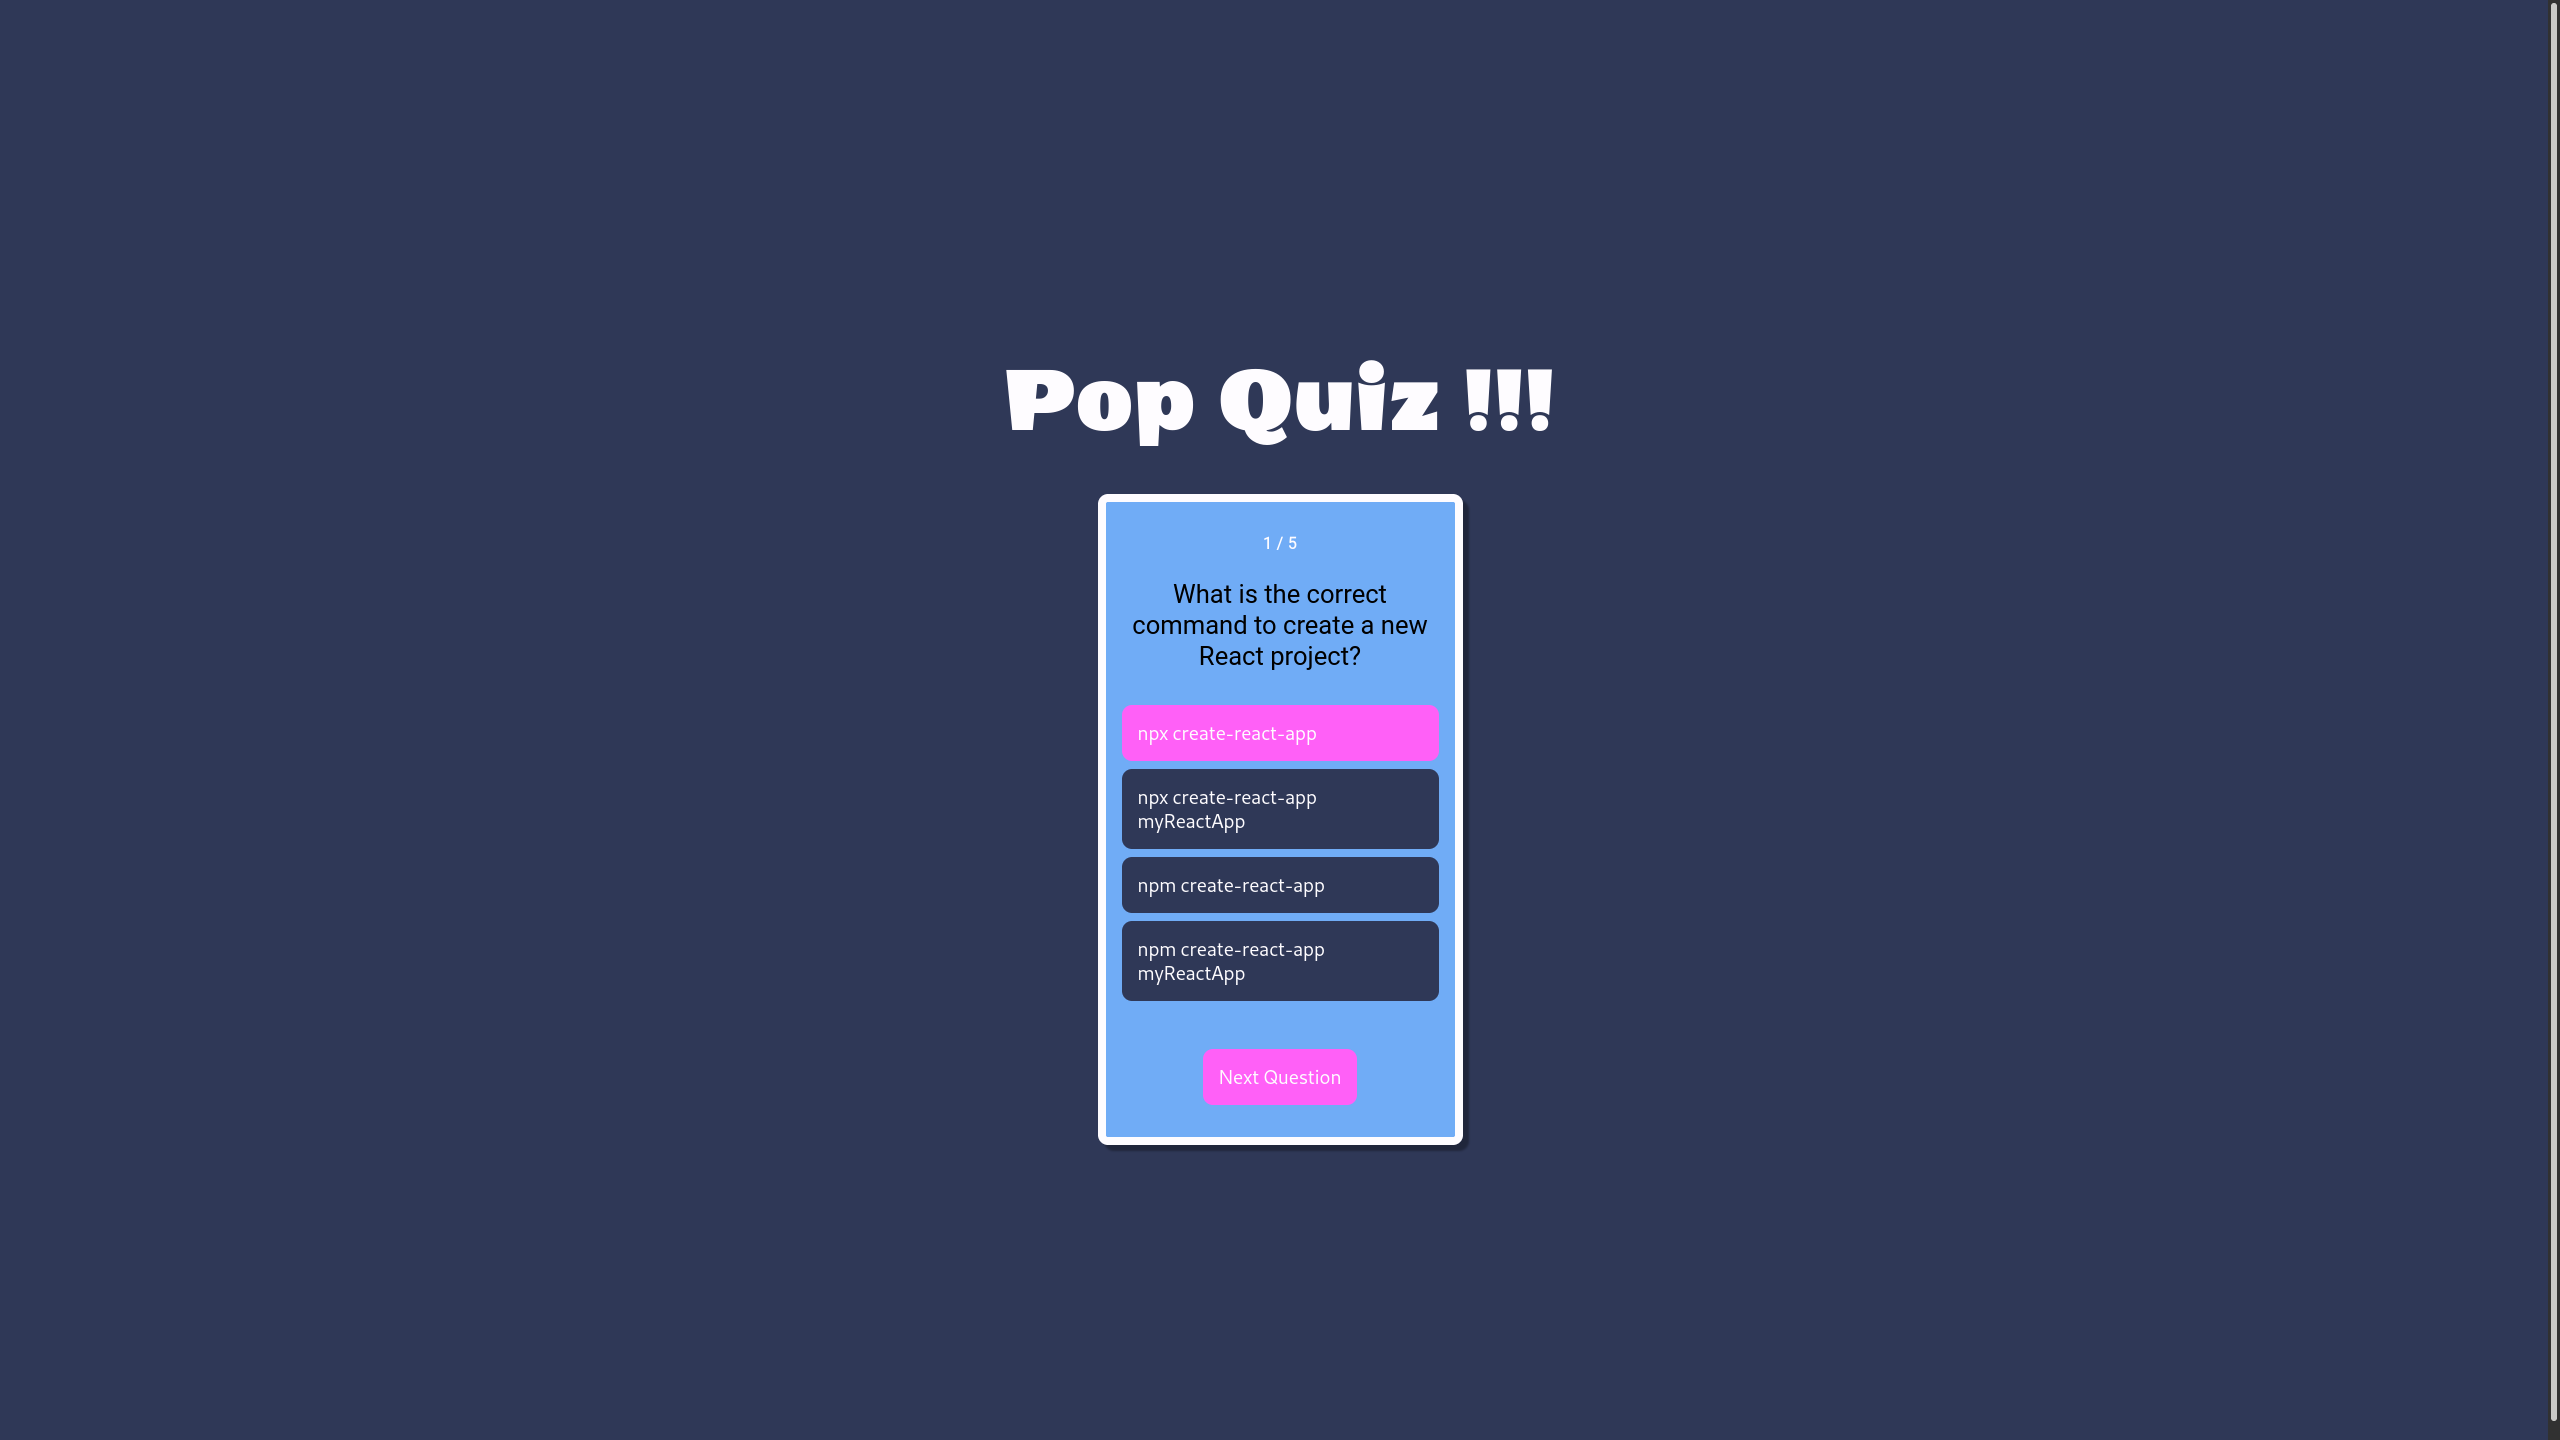 Pop Quiz !!!
1 / 5
What is the correct
command to create a new
React project?
npx create-react-app
npx create-react-app
myReactApp
npm create-react-app
npm create-react-app
myReactApp
Next Question